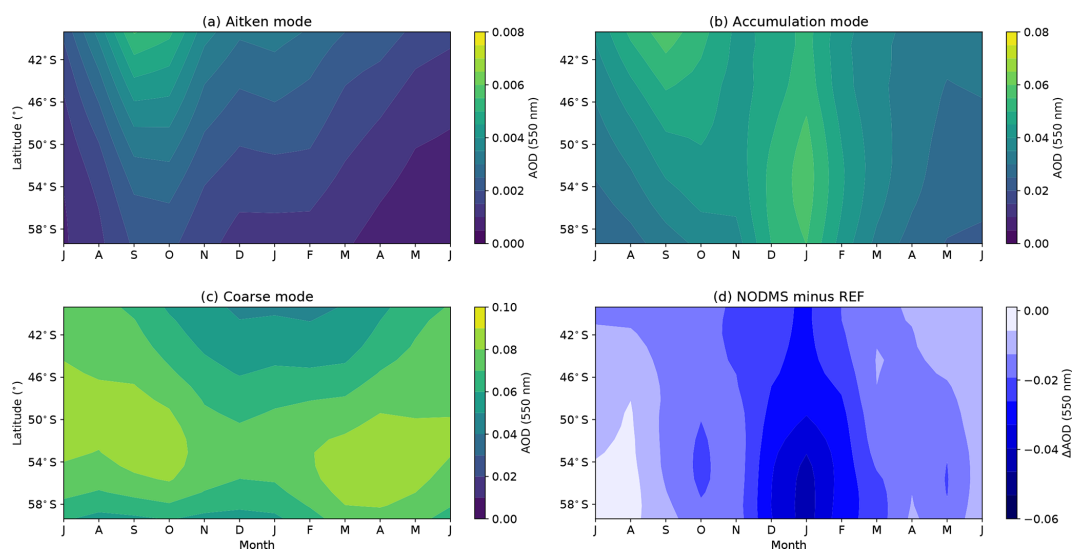 (a) Aitken mode
Latitude (°)
42°S
46°S
50°S
54°S
58°S
J A S O N D J F M A M J
0.008
0.006
0.004
0.002
0.000
AOD (550 nm)
(b) Accumulation mode
42°S
46°S
50°S
54°S
58°S
J A S O N D J F M A M J
0.08
0.06
0.04
0.02
0.00
AOD (550 nm)
(c) Coarse mode
Latitude (°)
42°S
46°S
50°S
54°S
58°S
J A S O N D J F M A M J
Month
0.10
0.08
0.06
0.04
0.02
0.00
AOD (550 nm)
(d) NODMS minus REF
42°S
46°S
50°S
54°S
58°S
J A S O N D J F M A M J
Month
0.00
−0.02
−0.04
−0.06
ΔAOD (550 nm)